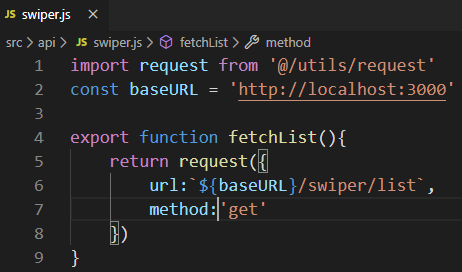 JS swiper.js ×
src > api > JS swiper.js > fetchList > method
1 import request from '@/utils/request'
2 const baseURL = 'http://localhost:3000'
3
4 export function fetchList(){
5     return request({
6         url:`${baseURL}/swiper/list`,
7         method:'get'
8     })
9 }